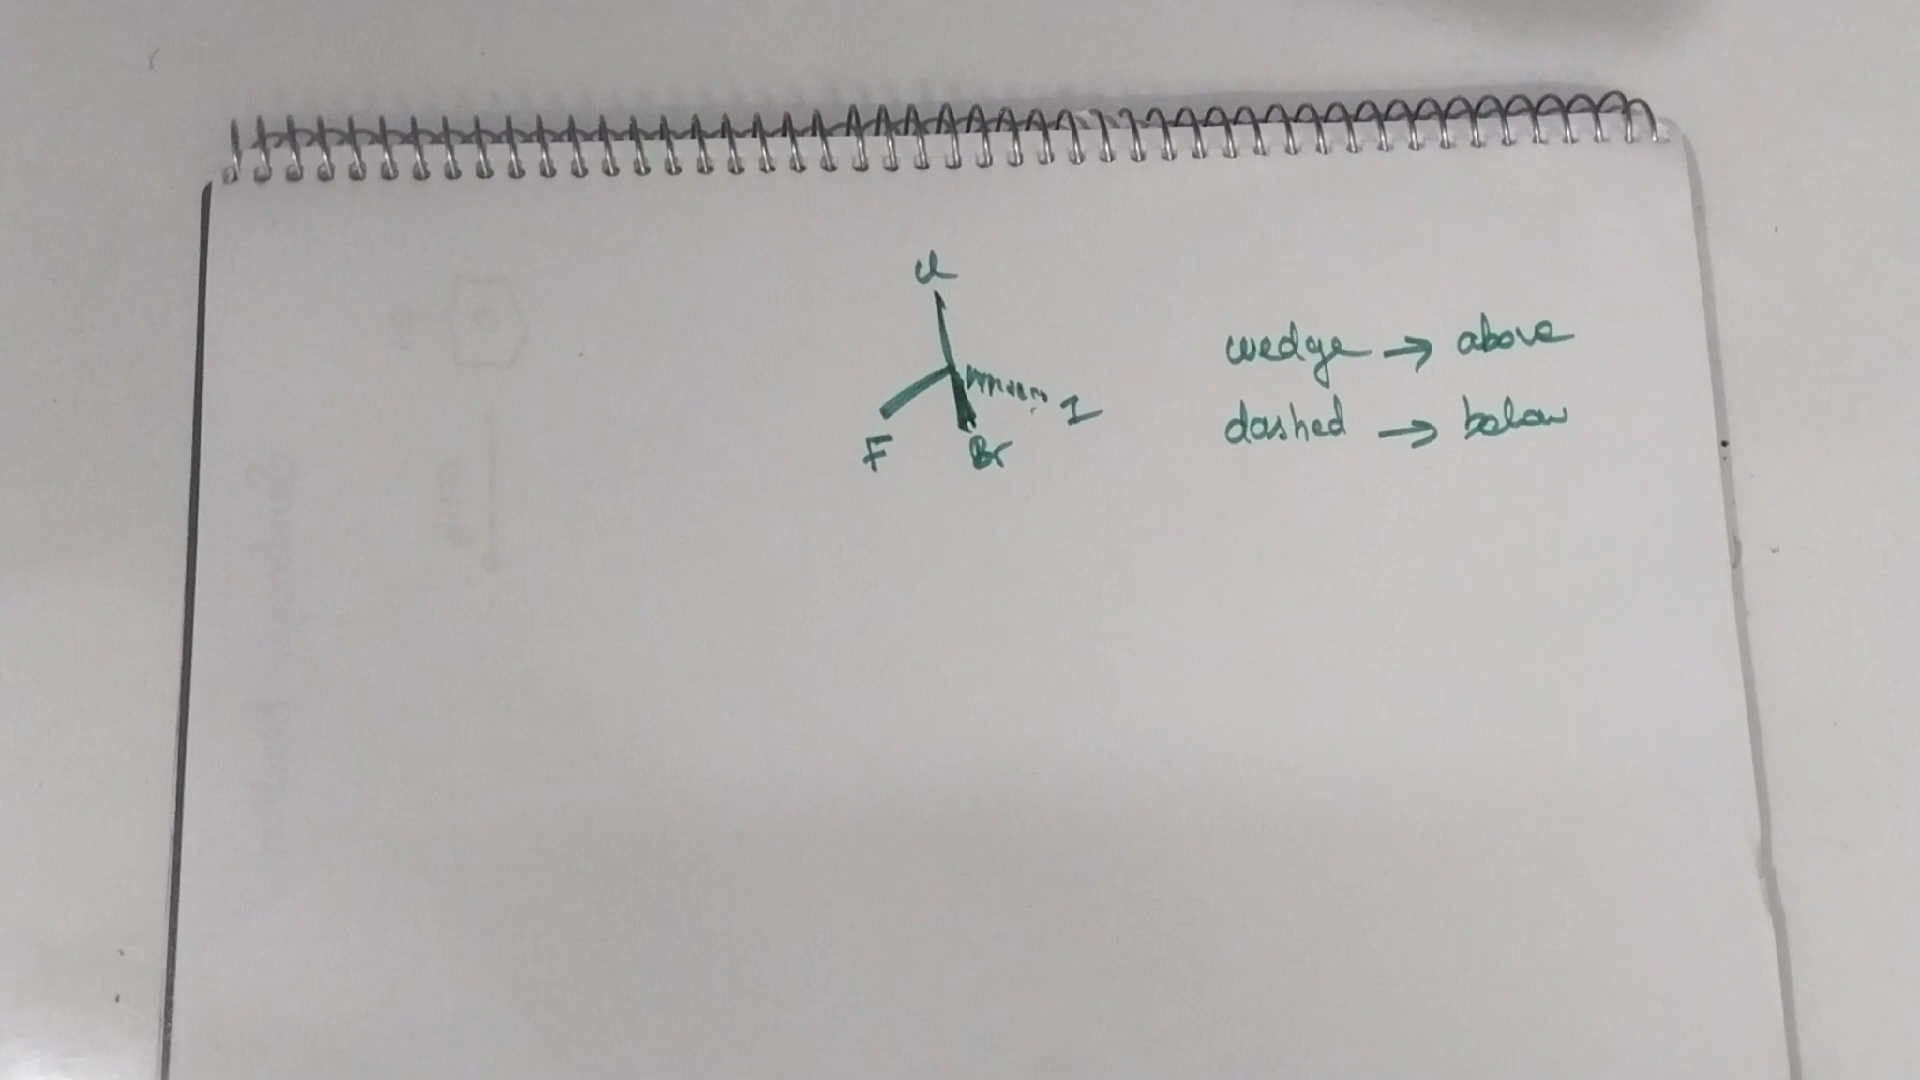 Cl
F
Br
I
wedge → above
dashed → below